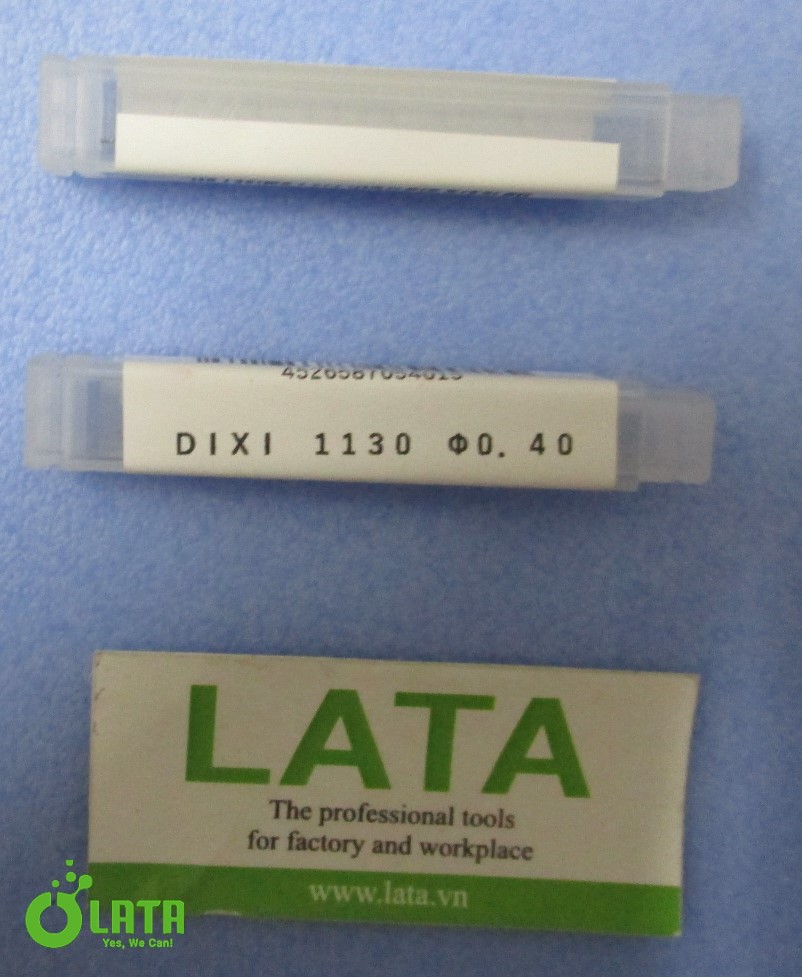 DIXI 1130 Φ0.40
LATA
The professional tools
for factory and workplace
www.lata.vn
LATA
Yes, We Can!